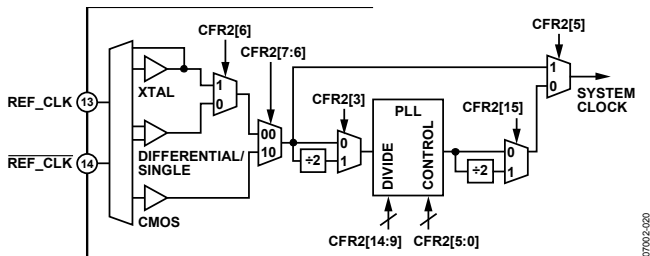 CFR2[5]
CFR2[6]
CFR2[7:6]
1
0
SYSTEM
CLOCK
XTAL
1
0
REF_CLK 13
CFR2[3]
PLL
CFR2[15]
00
10
0
1
÷2
DIVIDE
CONTROL
0
1
÷2
REF_CLK 14
DIFFERENTIAL/
SINGLE
CMOS
CFR2[14:9]
CFR2[5:0]
07002-020